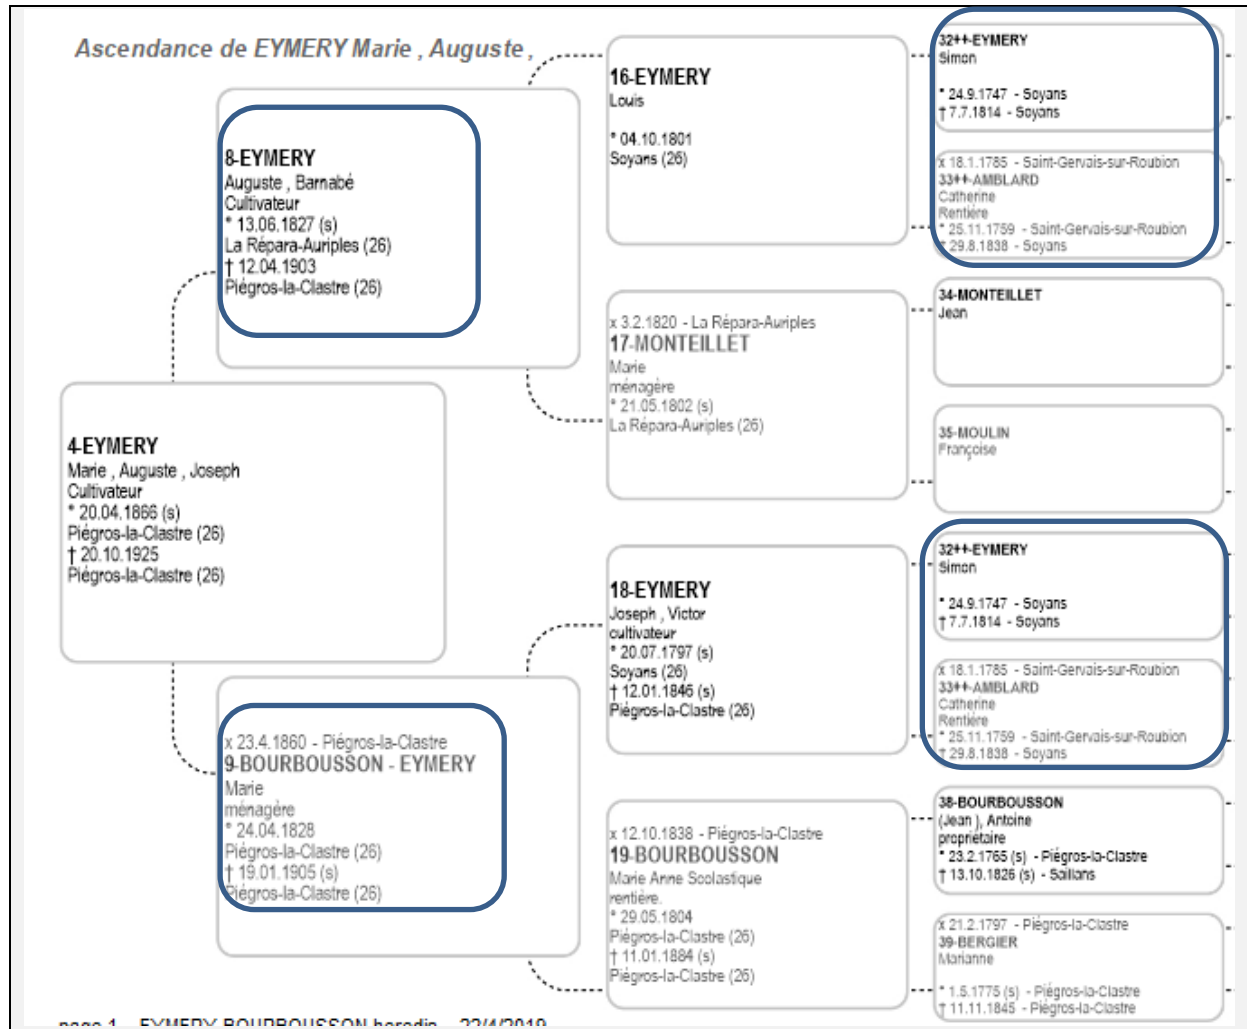 Ascendance de EYMERY Marie , Auguste ,
8-EYMERY
Auguste , Barnabé
Cultivateur
° 13.06.1827 (s)
La Répara-Auriples (26)
† 12.04.1903
Piégros-la-Clastre (26)
4-EYMERY
Marie , Auguste , Joseph
Cultivateur
° 20.04.1866 (s)
Piégros-la-Clastre (26)
† 20.10.1925
Piégros-la-Clastre (26)
x 23.4.1860 - Piégros-la-Clastre
9-BOURBOUSSON - EYMERY
Marie
ménagère
° 24.04.1828
Piégros-la-Clastre (26)
† 19.01.1905 (s)
Piégros-la-Clastre (26)
16-EYMERY
Louis
° 04.10.1801
Soyans (26)
x 3.2.1820 - La Répara-Auriples
17-MONTEILLET
Marie
ménagère
° 21.05.1802 (s)
La Répara-Auriples (26)
18-EYMERY
Joseph , Victor
cultivateur
° 20.07.1797 (s)
Soyans (26)
† 12.01.1846 (s)
Piégros-la-Clastre (26)
x 12.10.1838 - Piégros-la-Clastre
19-BOURBOUSSON
Marie Anne Scolastique
rentière.
° 29.05.1804
Piégros-la-Clastre (26)
† 11.01.1884 (s)
Piégros-la-Clastre (26)
32++-EYMERY
Simon
° 24.9.1747 - Soyans
† 7.7.1814 - Soyans
x 18.1.1785 - Saint-Gervais-sur-Roubion
33++-AMBLARD
Catherine
Rentière
° 25.11.1759 - Saint-Gervais-sur-Roubion
† 29.8.1838 - Soyans
34-MONTEILLET
Jean
35-MOULIN
Françoise
32++-EYMERY
Simon
° 24.9.1747 - Soyans
† 7.7.1814 - Soyans
x 18.1.1785 - Saint-Gervais-sur-Roubion
33++-AMBLARD
Catherine
Rentière
° 25.11.1759 - Saint-Gervais-sur-Roubion
† 29.8.1838 - Soyans
38-BOURBOUSSON
(Jean ), Antoine
propriétaire
° 23.2.1765 (s) - Piégros-la-Clastre
† 13.10.1826 (s) - Saillans
x 21.2.1797 - Piégros-la-Clastre
39-BERGIER
Marianne
° 1.5.1775 (s) - Piégros-la-Clastre
† 11.11.1845 - Piégros-la-Clastre
page 1 EYMERY BOURBOUSSON heredis 22/4/2019